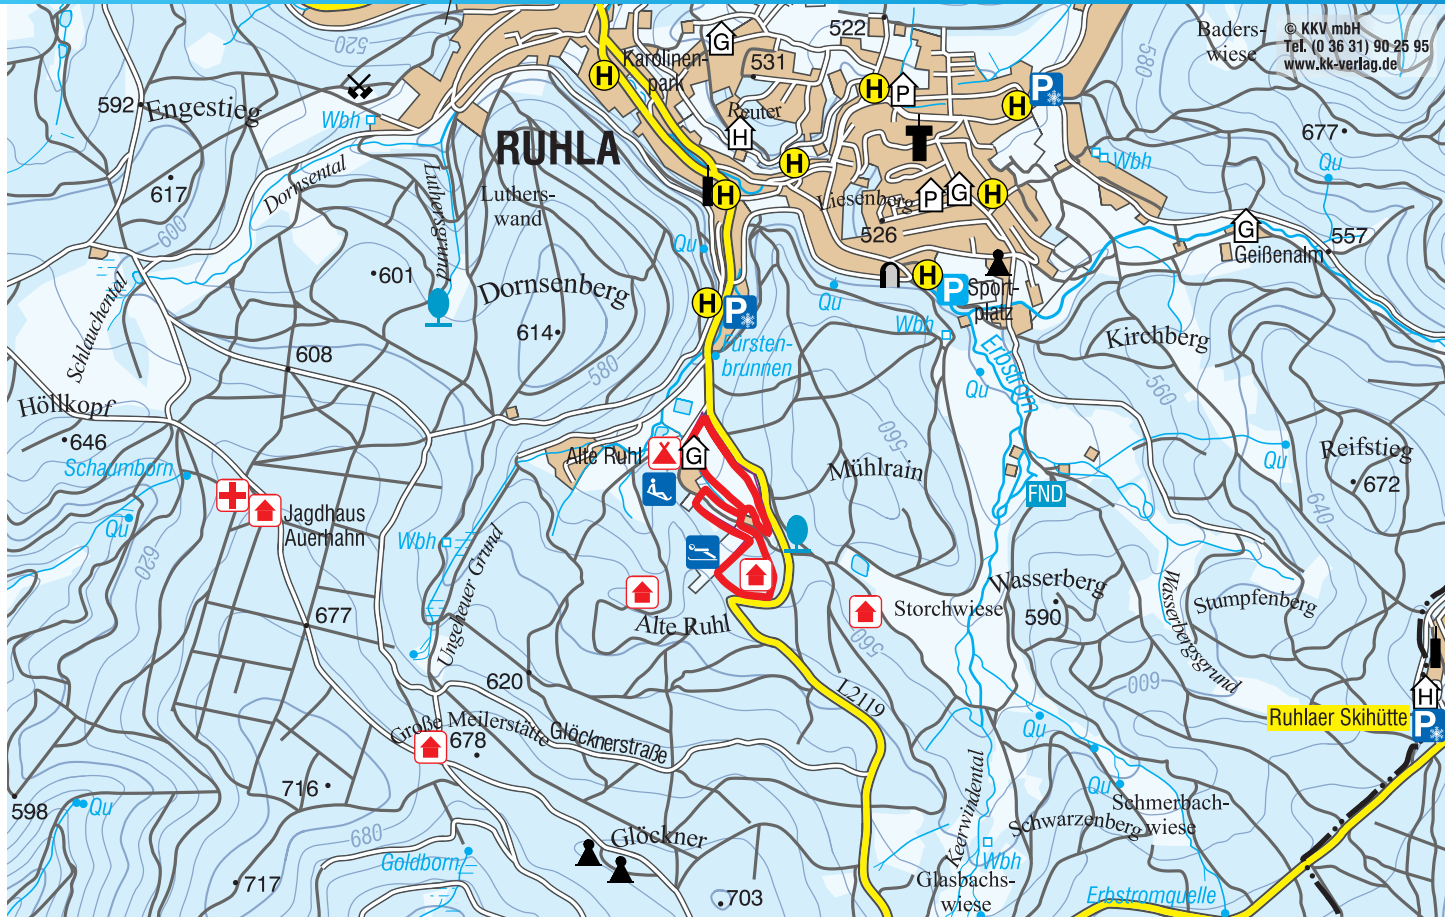 © KKV mbH
Tel. (0 36 31) 90 25 95
www.kk-verlag.de
Baders-
wiese
522
520
580
G
Karolinen-
park
531
H
H
P
H
P
592
Engestieg
Wbh
Reuter
H
RUHLA
677
Qu
Wbh
H
617
Dornsental
Luthersgrund
Luthers-
wand
H
Liesenberg
P
G
H
526
G
557
Geißenalm
609
Qu
601
Dornsenberg
H
P
Sport-
platz
Schlauchental
614
H
P
Qu
Wbh
Fürsten-
brunnen
Erbstrom
Kirchberg
608
580
Qu
560
Höllkopf
646
560
Alte Ruhl
G
Mühlrain
Qu
Reifstieg
672
Schaumborn
FND
640
Jagdhaus
Auerhahn
Qu
Wbh
620
Ungeheuer Grund
Wasserberg
590
Wasserbergsgrund
Stumpfenberg
Storchwiese
677
Alte Ruhl
560
620
L2119
600
H
Ruhlaer Skihütte
P
Große Meilerstätte
678
Glöcknerstraße
Qu
716
Keerwindental
Qu
Schmerbach-
wiese
Schwarzenberg
598
Qu
680
Glöckner
Goldborn
Wbh
Glasbachs-
wiese
717
703
Erbstromquelle